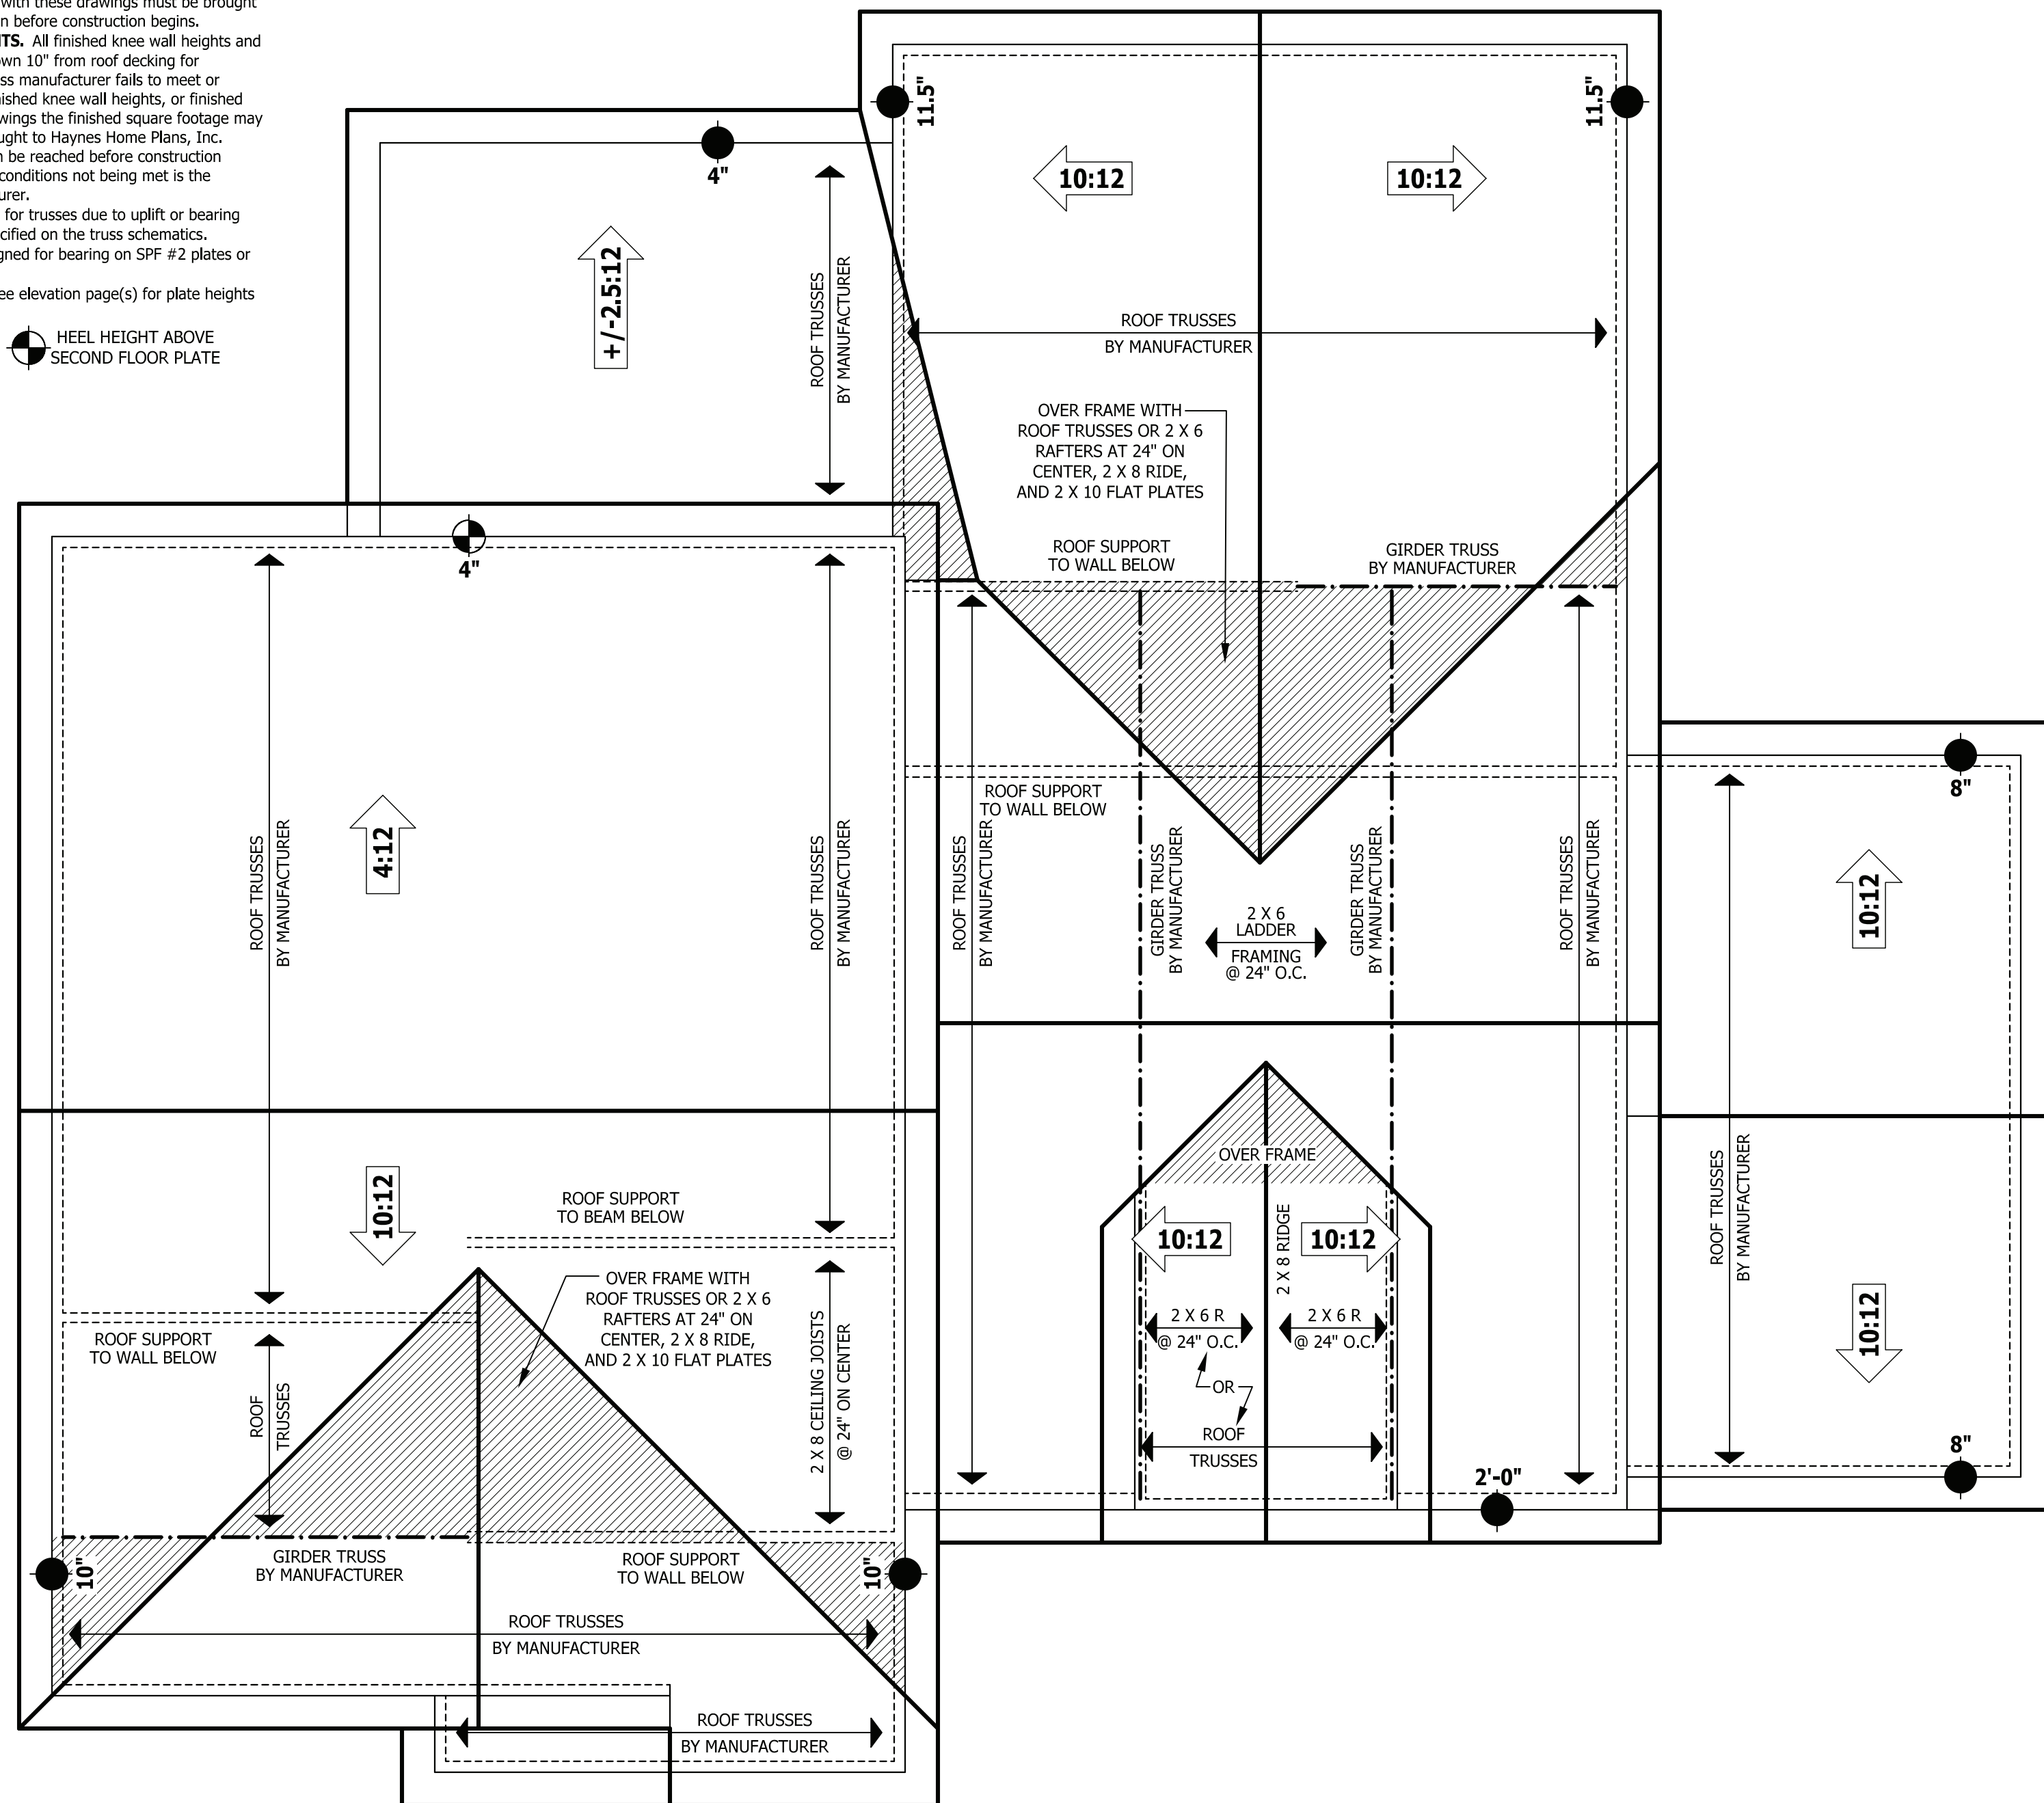 with these drawings must be brought
before construction begins.
All finished knee wall heights and
10" from roof decking for
manufacturer fails to meet or
finished knee wall heights, or finished
the finished square footage may
to Haynes Home Plans, Inc.
be reached before construction
conditions not being met is the
for trusses due to uplift or bearing
on the truss schematics.
for bearing on SPF #2 plates or
elevation page(s) for plate heights
HEEL HEIGHT ABOVE
SECOND FLOOR PLATE
4"
11.5"
11.5"
10:12
10:12
+/-2.5:12
ROOF TRUSSES
BY MANUFACTURER
ROOF TRUSSES
BY MANUFACTURER
OVER FRAME WITH
ROOF TRUSSES OR 2 X 6
RAFTERS AT 24" ON
CENTER, 2 X 8 RIDE,
AND 2 X 10 FLAT PLATES
ROOF SUPPORT
TO WALL BELOW
GIRDER TRUSS
BY MANUFACTURER
4"
ROOF SUPPORT
TO WALL BELOW
8"
4:12
ROOF TRUSSES
BY MANUFACTURER
ROOF TRUSSES
BY MANUFACTURER
ROOF TRUSSES
BY MANUFACTURER
GIRDER TRUSS
BY MANUFACTURER
2 X 6
LADDER
FRAMING
@ 24" O.C.
GIRDER TRUSS
BY MANUFACTURER
ROOF TRUSSES
BY MANUFACTURER
10:12
OVER FRAME
10:12
ROOF SUPPORT
TO BEAM BELOW
10:12
2 X 8 RIDGE
10:12
ROOF TRUSSES
BY MANUFACTURER
OVER FRAME WITH
ROOF TRUSSES OR 2 X 6
RAFTERS AT 24" ON
CENTER, 2 X 8 RIDE,
AND 2 X 10 FLAT PLATES
ROOF SUPPORT
TO WALL BELOW
2 X 6 R
@ 24" O.C.
2 X 6 R
@ 24" O.C.
OR
10:12
ROOF
TRUSSES
2 X 8 CEILING JOISTS
@ 24" ON CENTER
ROOF
TRUSSES
8"
2'-0"
10"
GIRDER TRUSS
BY MANUFACTURER
ROOF SUPPORT
TO WALL BELOW
10"
ROOF TRUSSES
BY MANUFACTURER
ROOF TRUSSES
BY MANUFACTURER